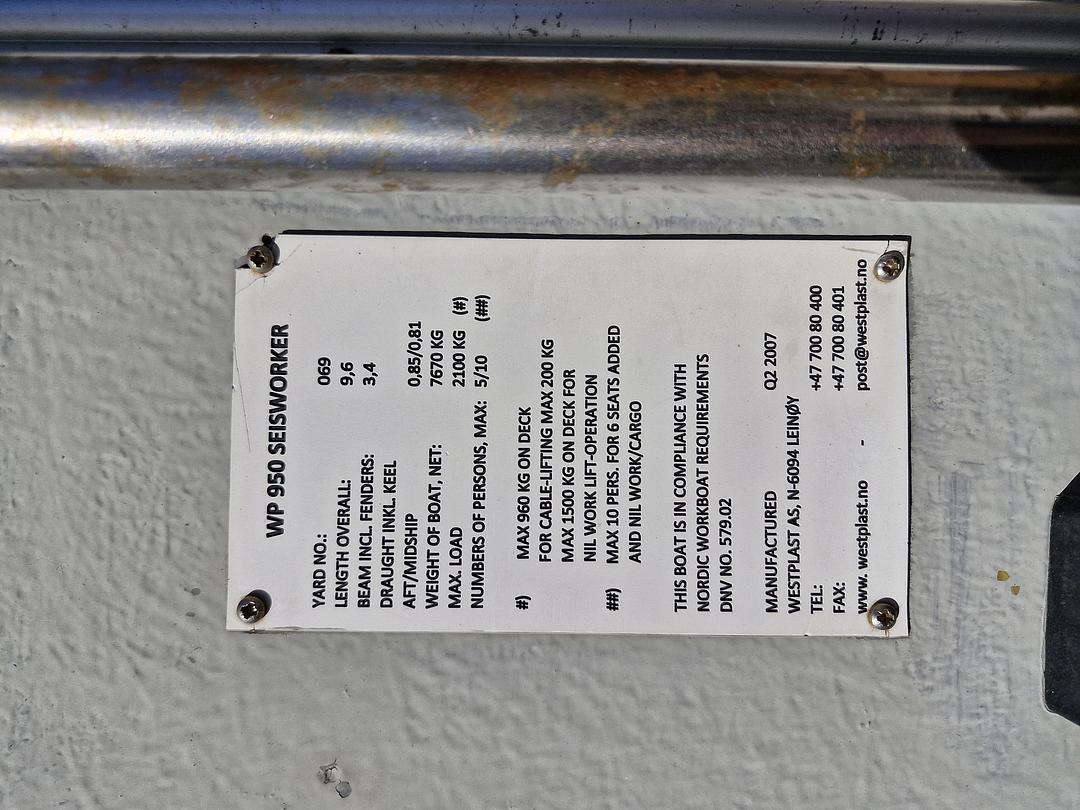 WP 950 SEISWORKER
YARD NO.: 069
LENGTH OVERALL: 9,6
BEAM INCL. FENDERS: 3,4
DRAUGHT INKL. KEEL
AFT/MIDSHIP 0,85/0,81
WEIGHT OF BOAT, NET: 7670 KG
MAX. LOAD 2100 KG (#)
NUMBERS OF PERSONS, MAX: 5/10 (##)
#) MAX 960 KG ON DECK
FOR CABLE-LIFTING MAX 200 KG
MAX 1500 KG ON DECK FOR
NIL WORK LIFT-OPERATION
##) MAX 10 PERS. FOR 6 SEATS ADDED
AND NIL WORK/CARGO
THIS BOAT IS IN COMPLIANCE WITH
NORDIC WORKBOAT REQUIREMENTS
DNV NO. 579.02
MANUFACTURED Q2 2007
WESTPLAST AS, N-6094 LEINØY
TEL: +47 700 80 400
FAX: +47 700 80 401
www. westplast.no - post@westplast.no